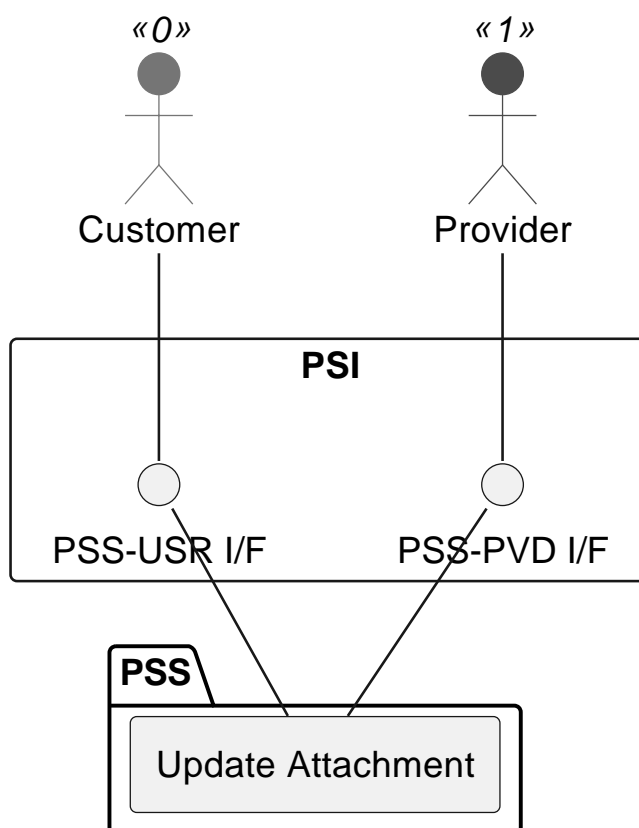 «0» «1»
Customer Provider
PSI
PSS-USR I/F PSS-PVD I/F
PSS
Update Attachment